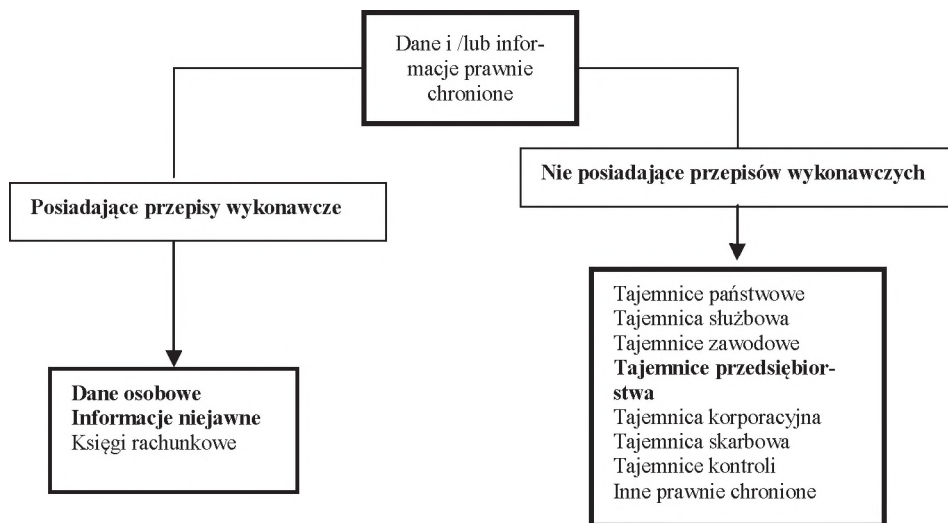 Dane i /lub infor-
macje prawnie
chronione
Posiadające przepisy wykonawcze
Nie posiadające przepisów wykonawczych
Dane osobowe
Informacje niejawne
Księgi rachunkowe
Tajemnice państwowe
Tajemnica służbowa
Tajemnice zawodowe
Tajemnice przedsiębior-
stwa
Tajemnica korporacyjna
Tajemnica skarbowa
Tajemnice kontroli
Inne prawnie chronione